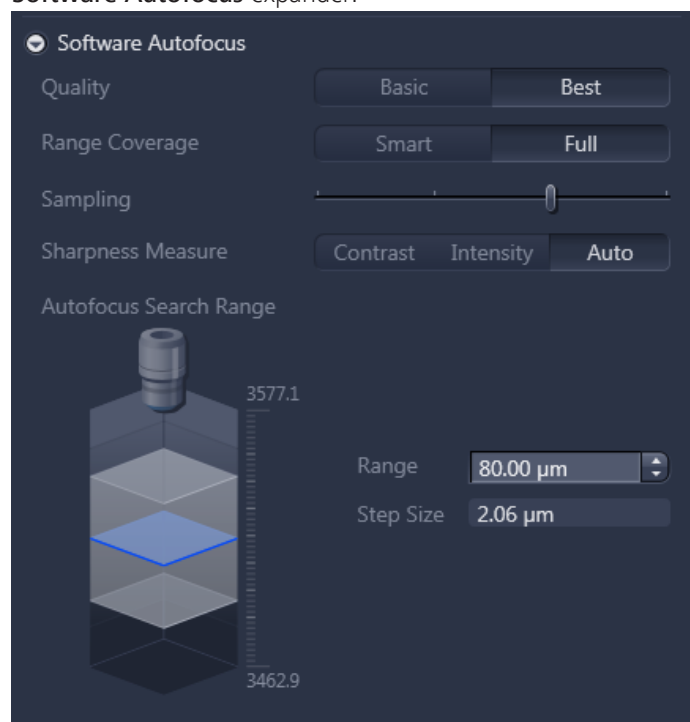 Software Autofocus expander.
Software Autofocus
Quality Basic Best
Range Coverage Smart Full
Sampling
Sharpness Measure Contrast Intensity Auto
Autofocus Search Range
3577.1
Range 80.00 µm
Step Size 2.06 µm
3462.9